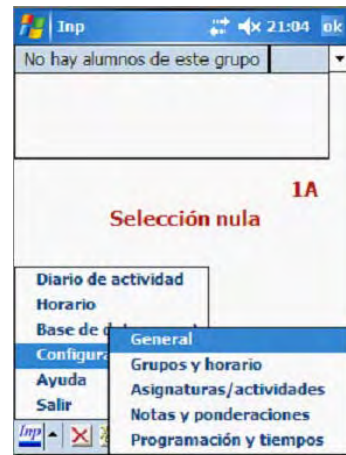 Inp 21:04 ok
No hay alumnos de este grupo
1A
Selección nula
Diario de actividad
Horario
Base de
Configura
Ayuda
Salir
General
Grupos y horario
Asignaturas/actividades
Notas y ponderaciones
Programación y tiempos
Inp